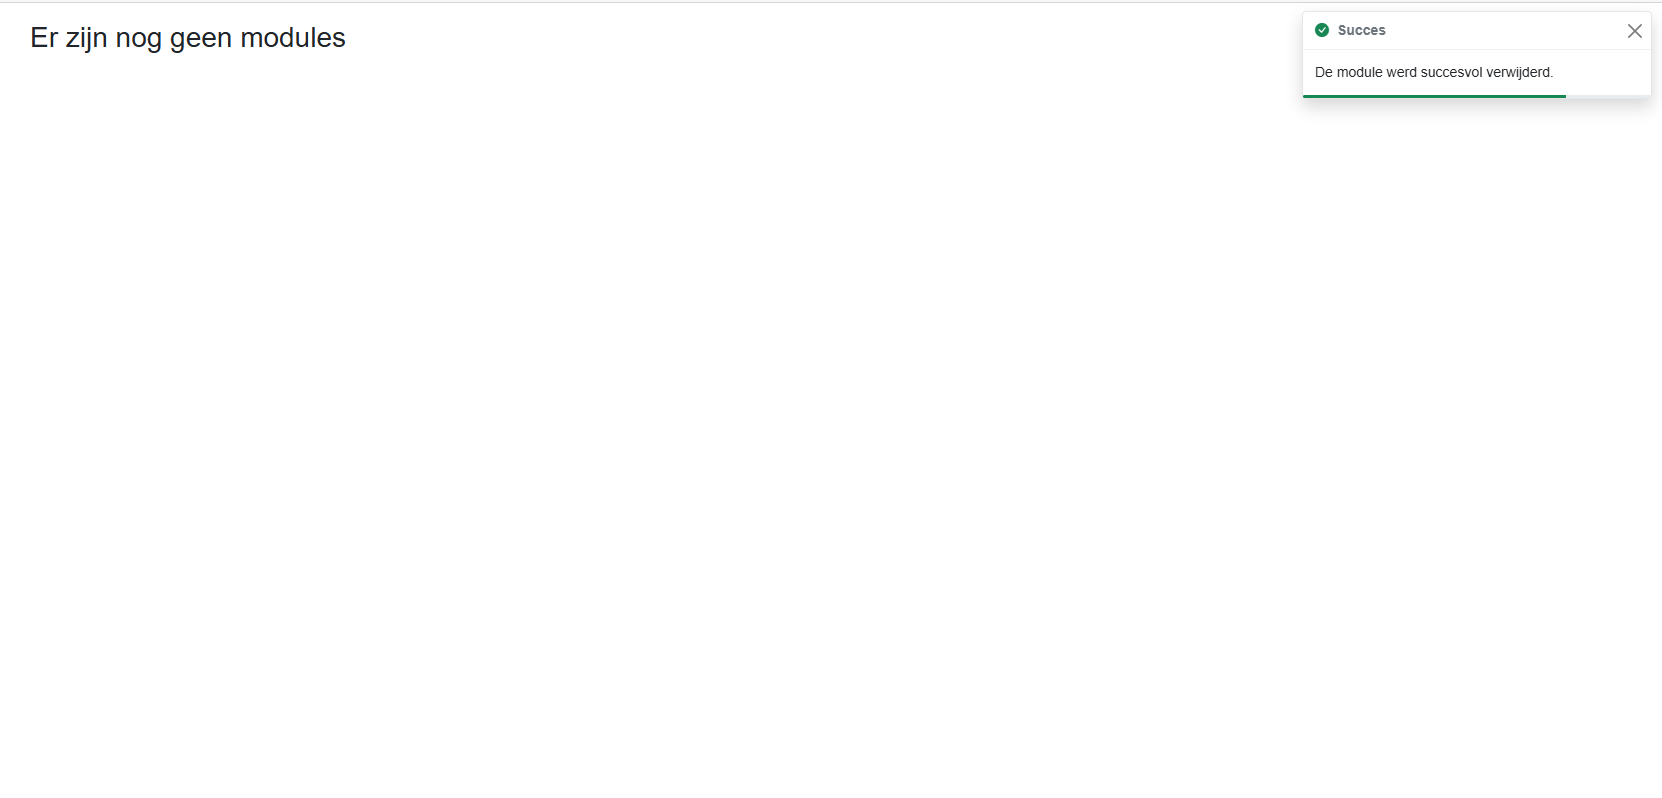 Er zijn nog geen modules
Succes
De module werd succesvol verwijderd.